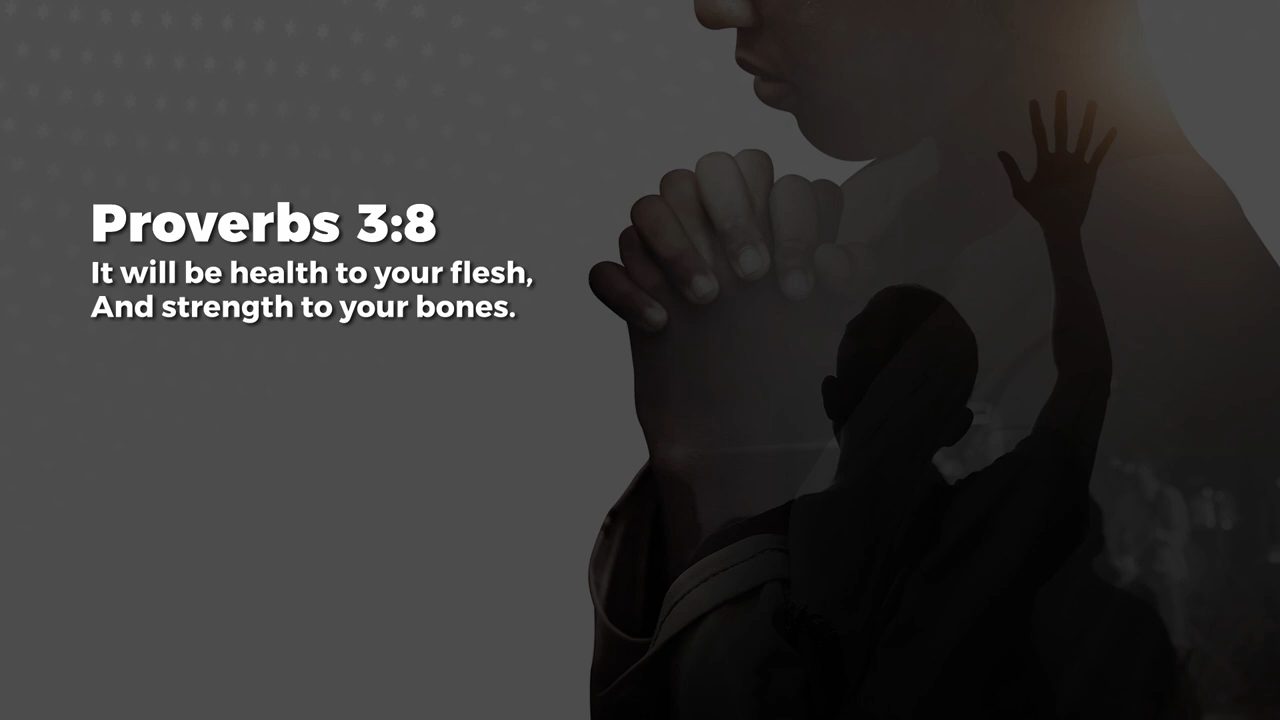 Proverbs 3:8
It will be health to your flesh,
And strength to your bones.